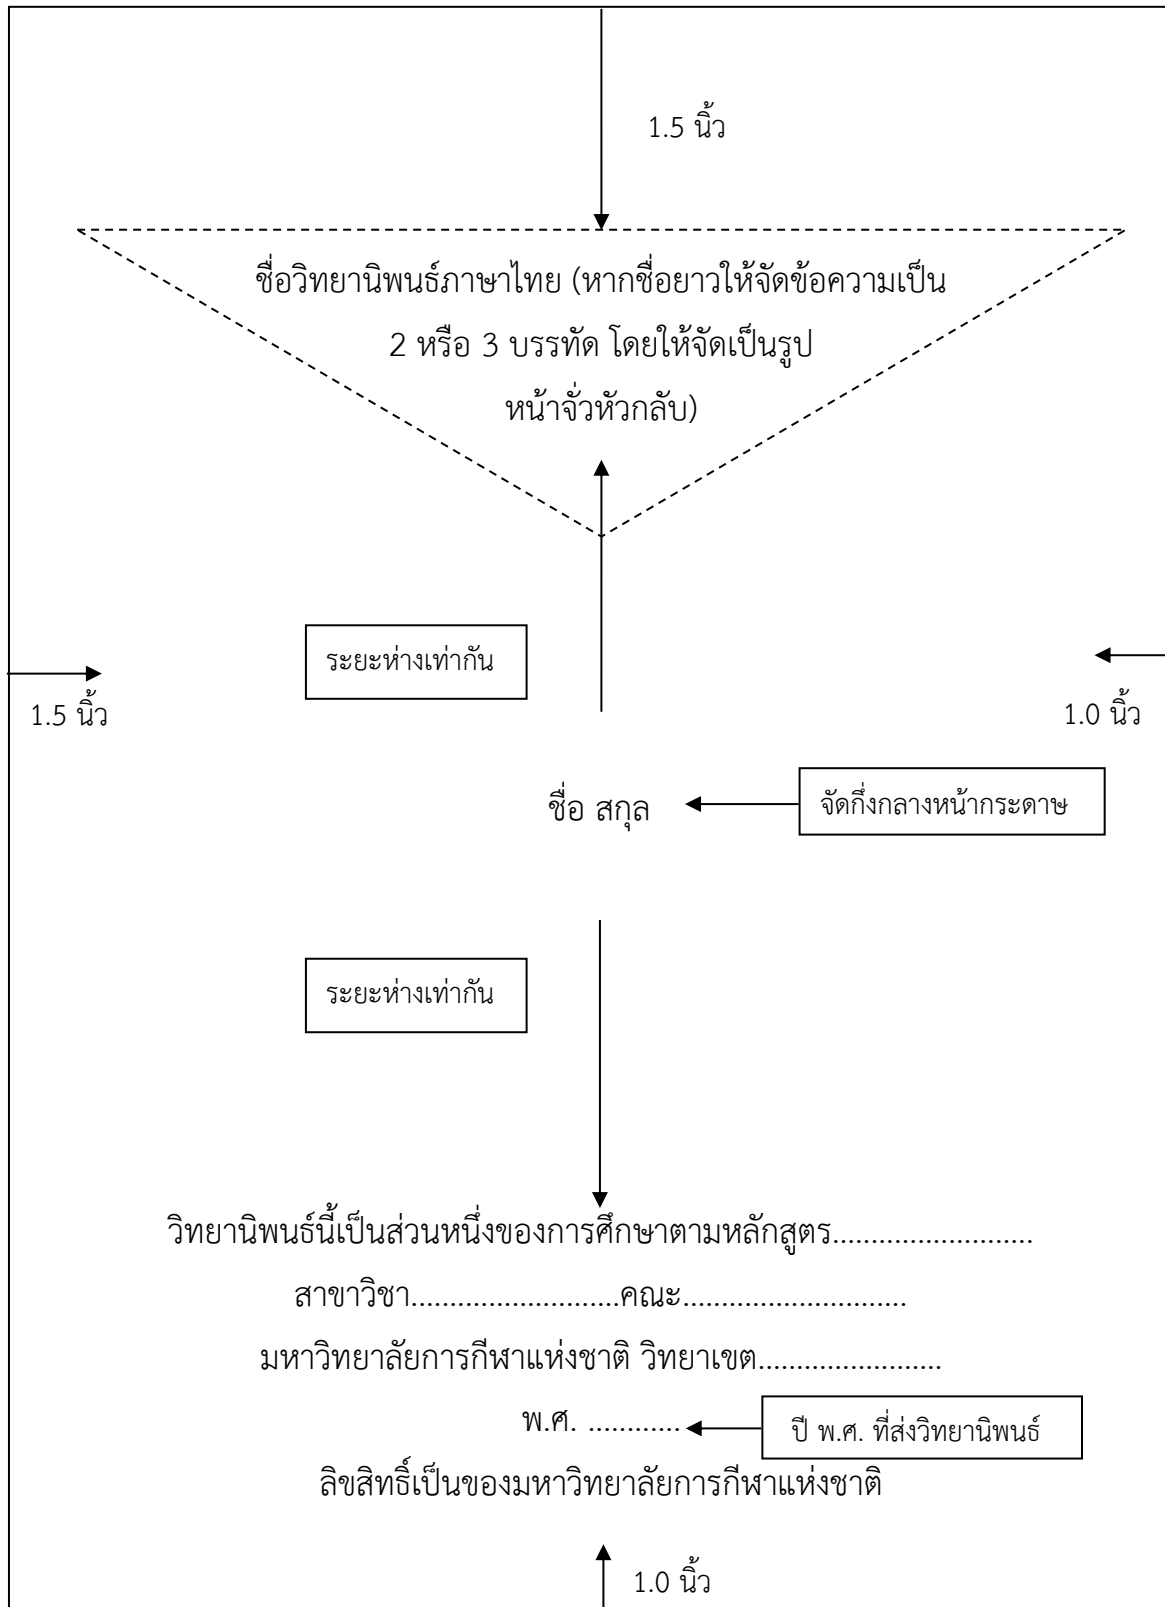 1.5 นิ้ว
ชื่อวิทยานิพนธ์ภาษาไทย (หากชื่อยาวให้จัดข้อความเป็น
2 หรือ 3 บรรทัด โดยให้จัดเป็นรูป
หน้าจั่วหัวกลับ)
ระยะห่างเท่ากัน
1.5 นิ้ว
1.0 นิ้ว
ชื่อ สกุล
จัดกึ่งกลางหน้ากระดาษ
ระยะห่างเท่ากัน
วิทยานิพนธ์นี้เป็นส่วนหนึ่งของการศึกษาตามหลักสูตร..........................
สาขาวิชา...........................คณะ.............................
มหาวิทยาลัยการกีฬาแห่งชาติ วิทยาเขต........................
พ.ศ. ............
ปี พ.ศ. ที่ส่งวิทยานิพนธ์
ลิขสิทธิ์เป็นของมหาวิทยาลัยการกีฬาแห่งชาติ
1.0 นิ้ว